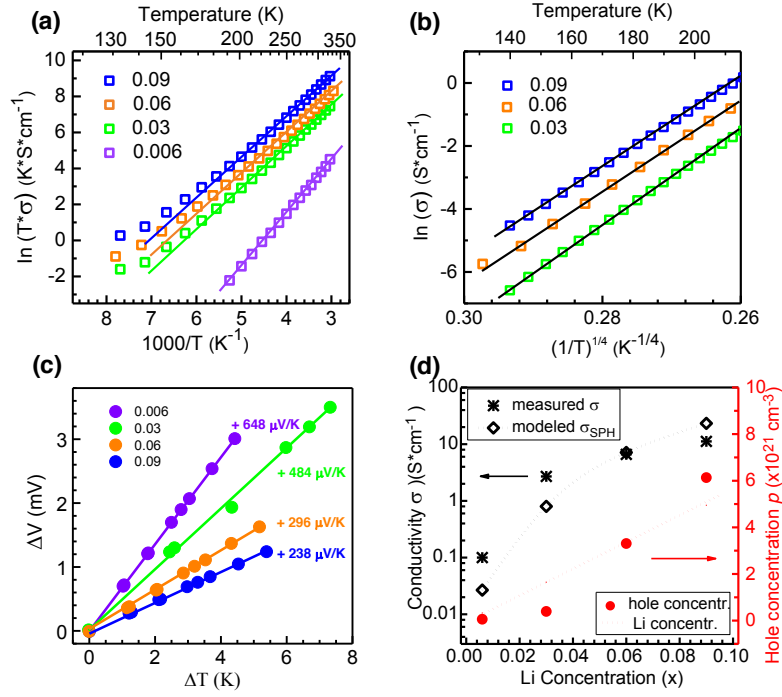 (a)
Temperature (K)
130 150 200 250 350
ln (T*σ) (K*S*cm⁻¹)
10
8
6
4
2
0
-2
0.09
0.06
0.03
0.006
8 7 6 5 4 3
1000/T (K⁻¹)
(b)
Temperature (K)
140 160 180 200
ln (σ) (S*cm⁻¹)
0
-2
-4
-6
0.09
0.06
0.03
0.30 0.28 0.26
(1/T)^1/4 (K^-1/4)
(c)
ΔV (mV)
3
2
1
0
0.006
0.03
0.06
0.09
+ 648 μV/K
+ 484 μV/K
+ 296 μV/K
+ 238 μV/K
0 2 4 6 8
ΔT (K)
(d)
Conductivity σ )(S*cm⁻¹ )
100
10
1
0.1
0.01
measured σ
modeled σSPH
hole concentr.
Li concentr.
10
8
6
4
2
0
Hole concentration p (x10²¹ cm⁻³)
0.00 0.02 0.04 0.06 0.08 0.10
Li Concentration (x)